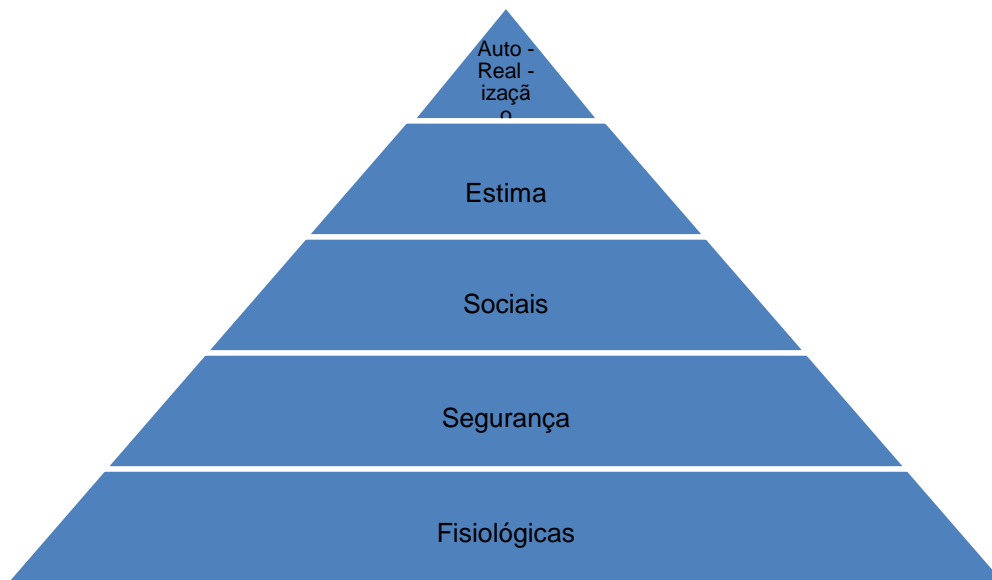 Auto -
Real -
izaçã
o
Estima
Sociais
Segurança
Fisiológicas